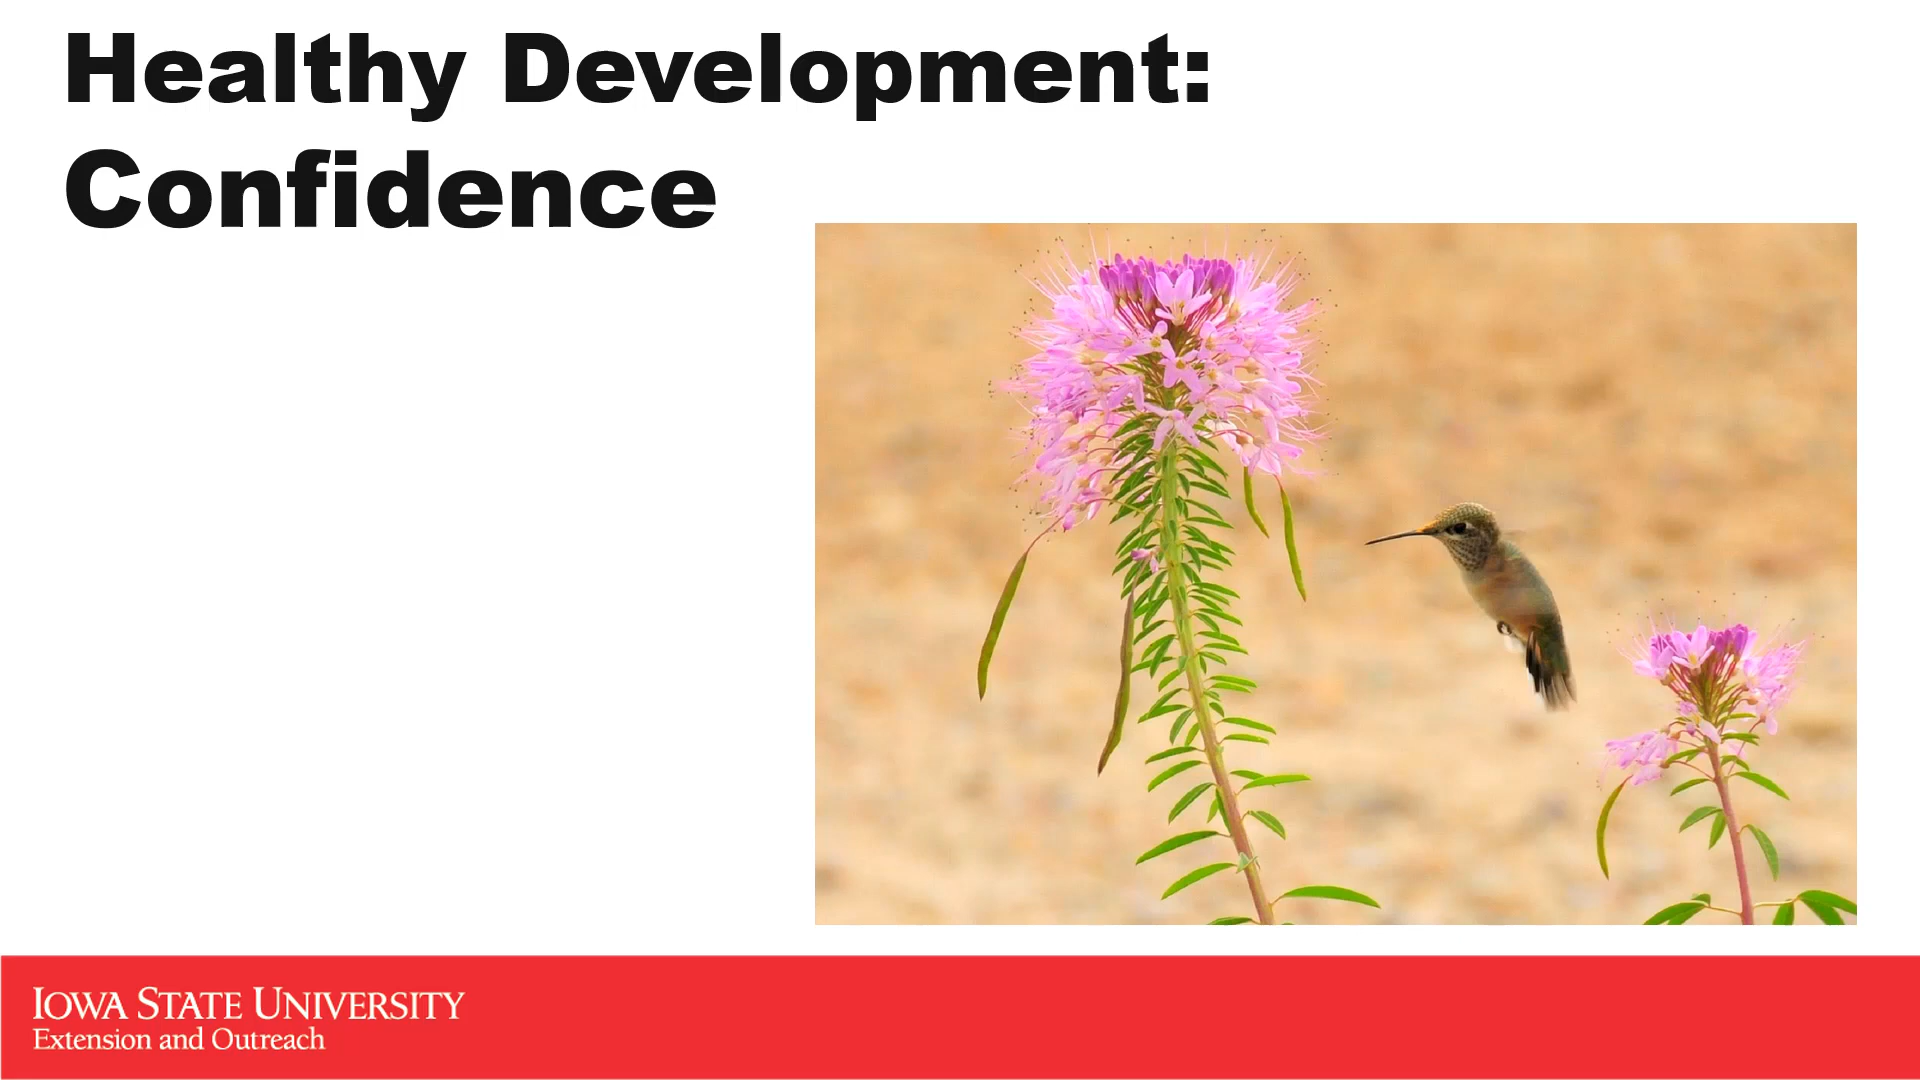 Healthy Development:
Confidence
IOWA STATE UNIVERSITY
Extension and Outreach